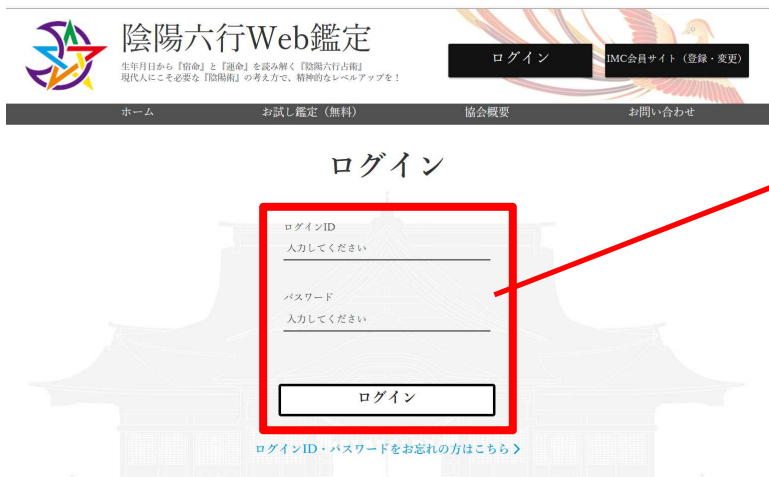 陰陽六行Web鑑定
生年月日から『宿命』と『運命』を読み解く『陰陽六行占術』
現代人にこそ必要な『陰陽術』の考え方で、精神的なレベルアップを！
ログイン
IMC会員サイト（登録・変更）
ホーム
お試し鑑定（無料）
協会概要
お問い合わせ
ログイン
ログインID
入力してください
パスワード
入力してください
ログイン
ログインID・パスワードをお忘れの方はこちら